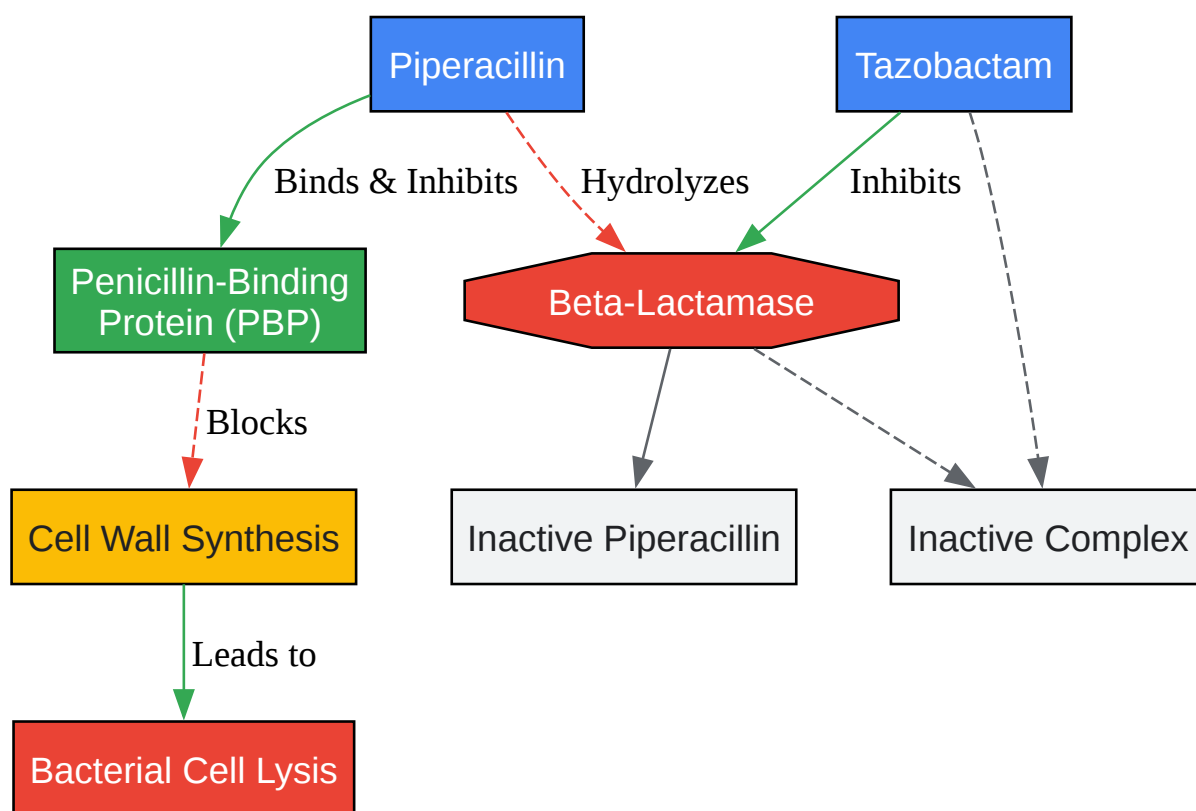 Piperacillin
Tazobactam
Binds & Inhibits
Hydrolyzes
Inhibits
Penicillin-Binding
Protein (PBP)
Beta-Lactamase
Blocks
Cell Wall Synthesis
Inactive Piperacillin
Inactive Complex
Leads to
Bacterial Cell Lysis